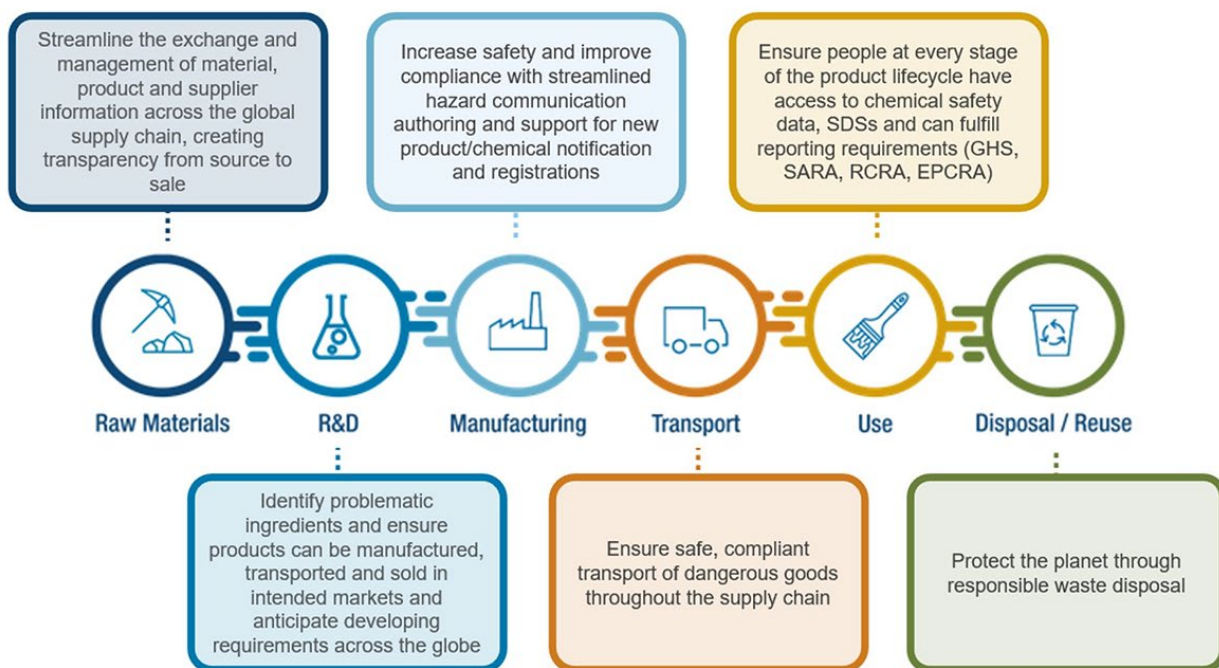 Streamline the exchange and
management of material,
product and supplier
information across the global
supply chain, creating
transparency from source to
sale
Increase safety and improve
compliance with streamlined
hazard communication
authoring and support for new
product/chemical notification
and registrations
Ensure people at every stage
of the product lifecycle have
access to chemical safety
data, SDSs and can fulfill
reporting requirements (GHS,
SARA, RCRA, EPCRA)
Raw Materials
R&D
Manufacturing
Transport
Use
Disposal / Reuse
Identify problematic
ingredients and ensure
products can be manufactured,
transported and sold in
intended markets and
anticipate developing
requirements across the globe
Ensure safe, compliant
transport of dangerous goods
throughout the supply chain
Protect the planet through
responsible waste disposal